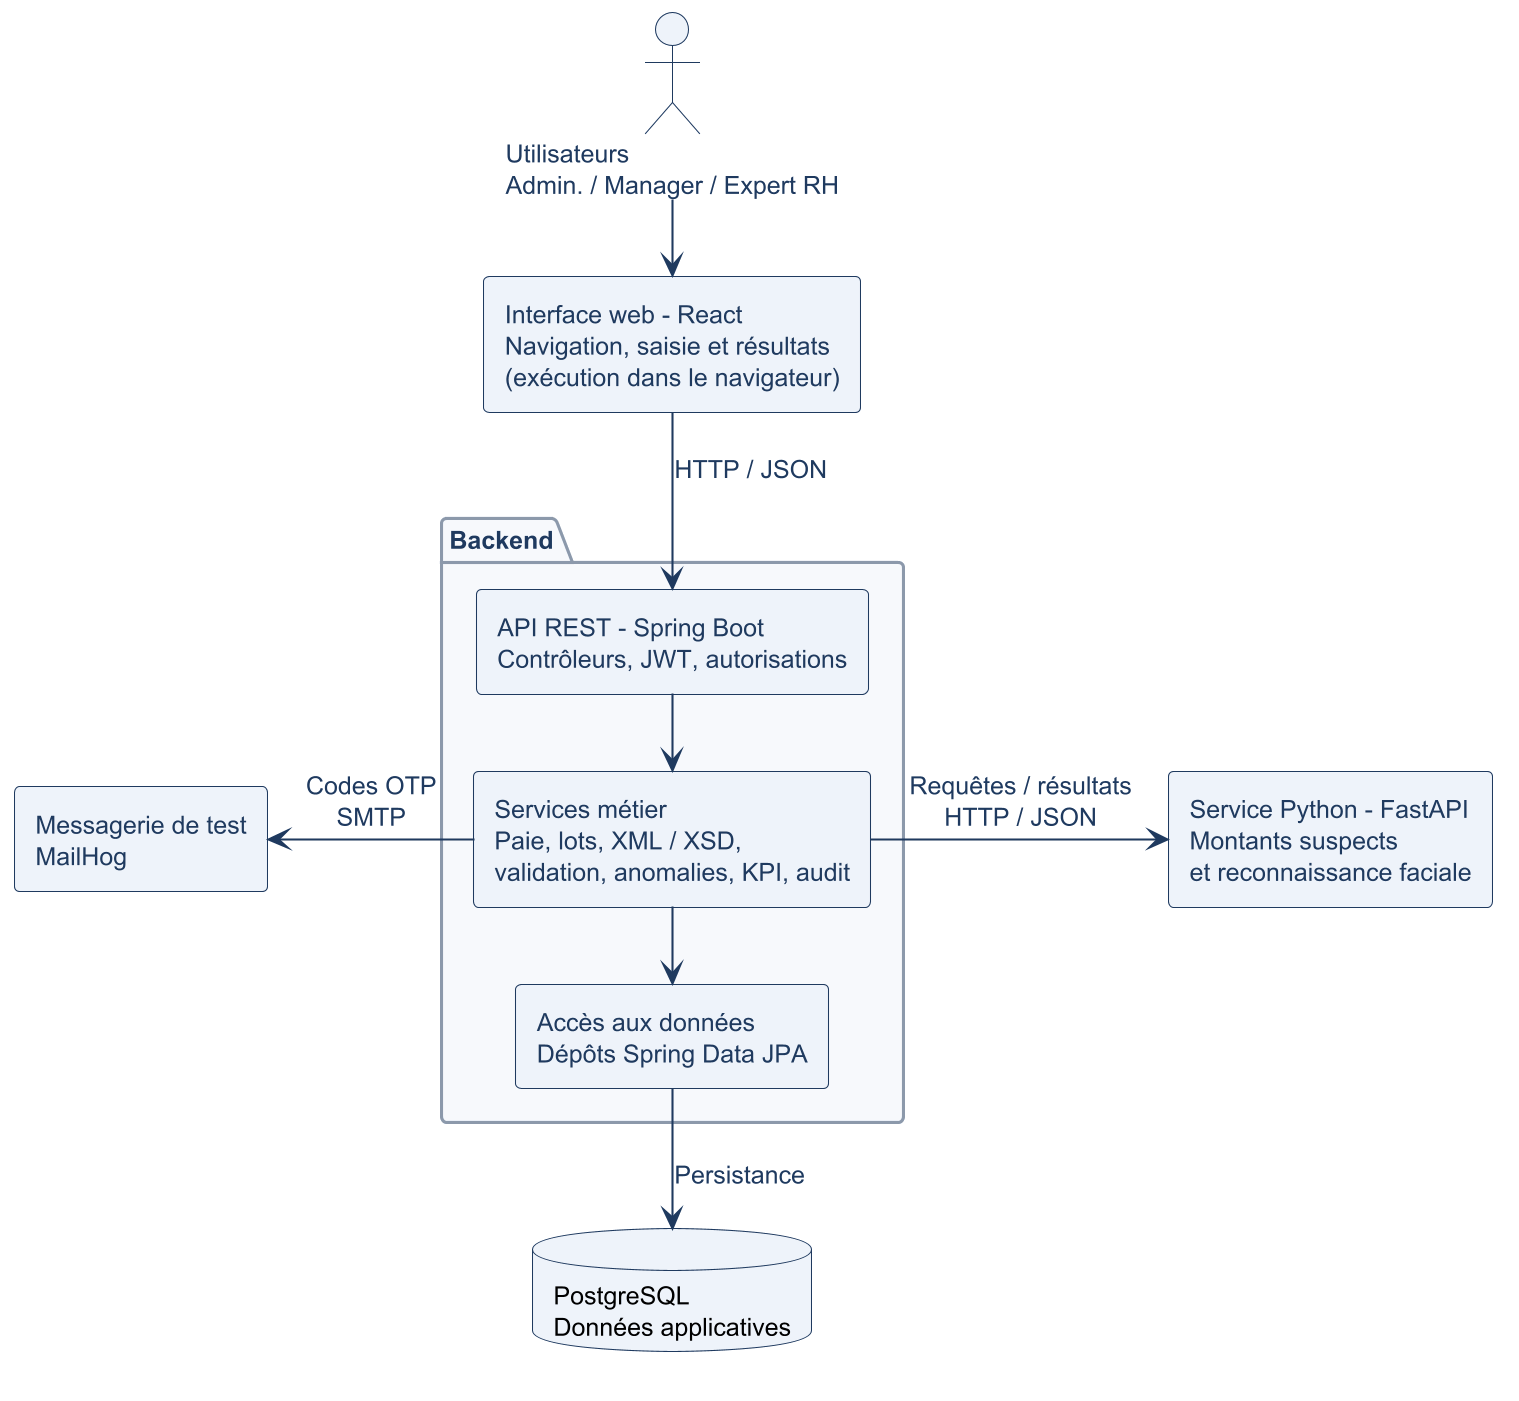 Utilisateurs
Admin. / Manager / Expert RH
Interface web - React
Navigation, saisie et résultats
(exécution dans le navigateur)
HTTP / JSON
Backend
API REST - Spring Boot
Contrôleurs, JWT, autorisations
Codes OTP
SMTP
Messagerie de test
MailHog
Services métier
Paie, lots, XML / XSD,
validation, anomalies, KPI, audit
Requêtes / résultats
HTTP / JSON
Service Python - FastAPI
Montants suspects
et reconnaissance faciale
Accès aux données
Dépôts Spring Data JPA
Persistance
PostgreSQL
Données applicatives